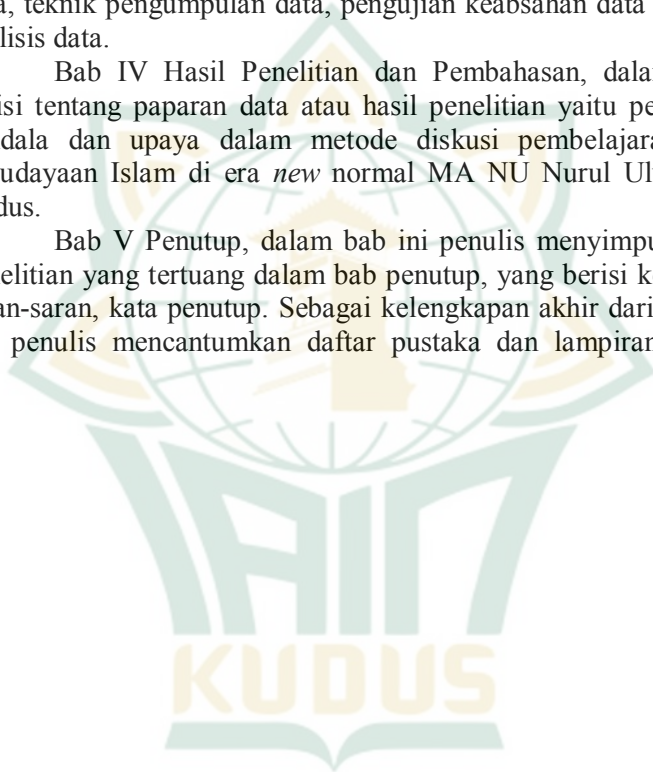 a, teknik pengumpulan data, pengujian keabsahan data
lisis data.
Bab IV Hasil Penelitian dan Pembahasan, dala
isi tentang paparan data atau hasil penelitian yaitu pe
dala dan upaya dalam metode diskusi pembelajara
udayaan Islam di era new normal MA NU Nurul Ul
dus.
Bab V Penutup, dalam bab ini penulis menyimpu
elitian yang tertuang dalam bab penutup, yang berisi k
an-saran, kata penutup. Sebagai kelengkapan akhir dari
penulis mencantumkan daftar pustaka dan lampiran
IAIN
KUDUS